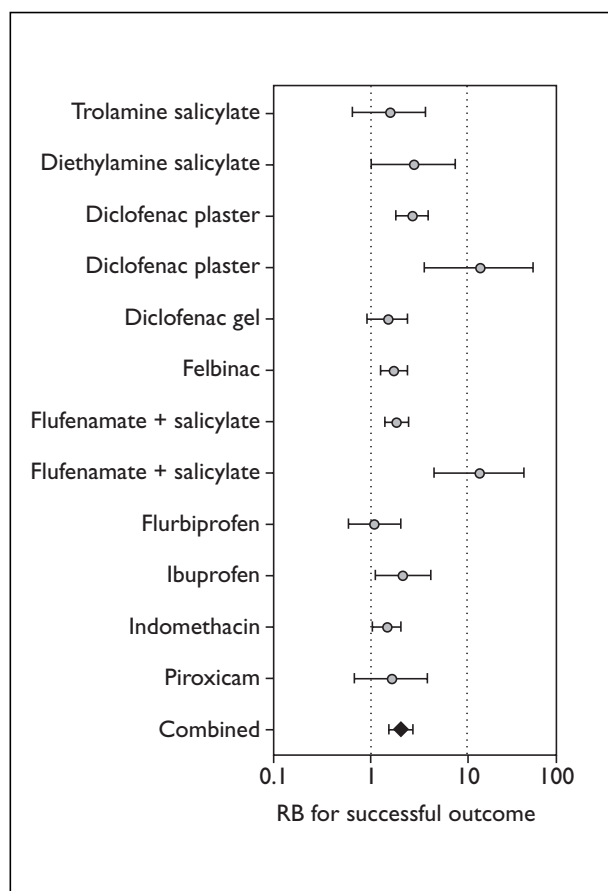 Trolamine salicylate
Diethylamine salicylate
Diclofenac plaster
Diclofenac plaster
Diclofenac gel
Felbinac
Flufenamate + salicylate
Flufenamate + salicylate
Flurbiprofen
Ibuprofen
Indomethacin
Piroxicam
Combined
0.1 1 10 100
RB for successful outcome